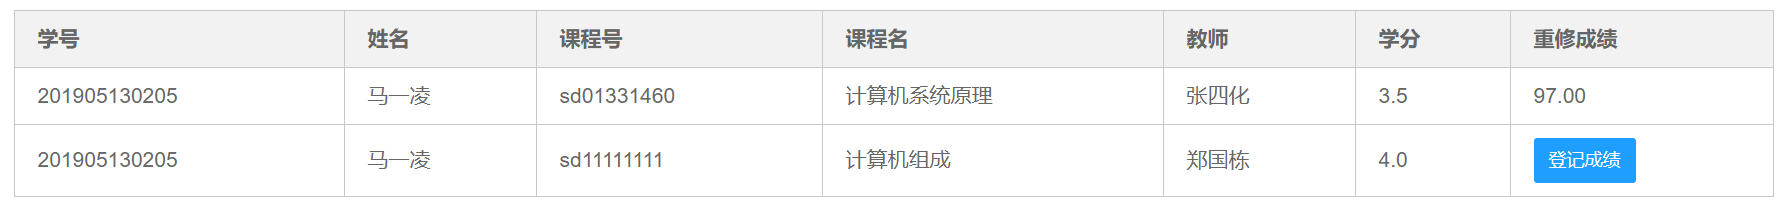 学号 姓名 课程号 课程名 教师 学分 重修成绩
201905130205 马一凌 sd01331460 计算机系统原理 张四化 3.5 97.00
201905130205 马一凌 sd11111111 计算机组成 郑国栋 4.0 登记成绩